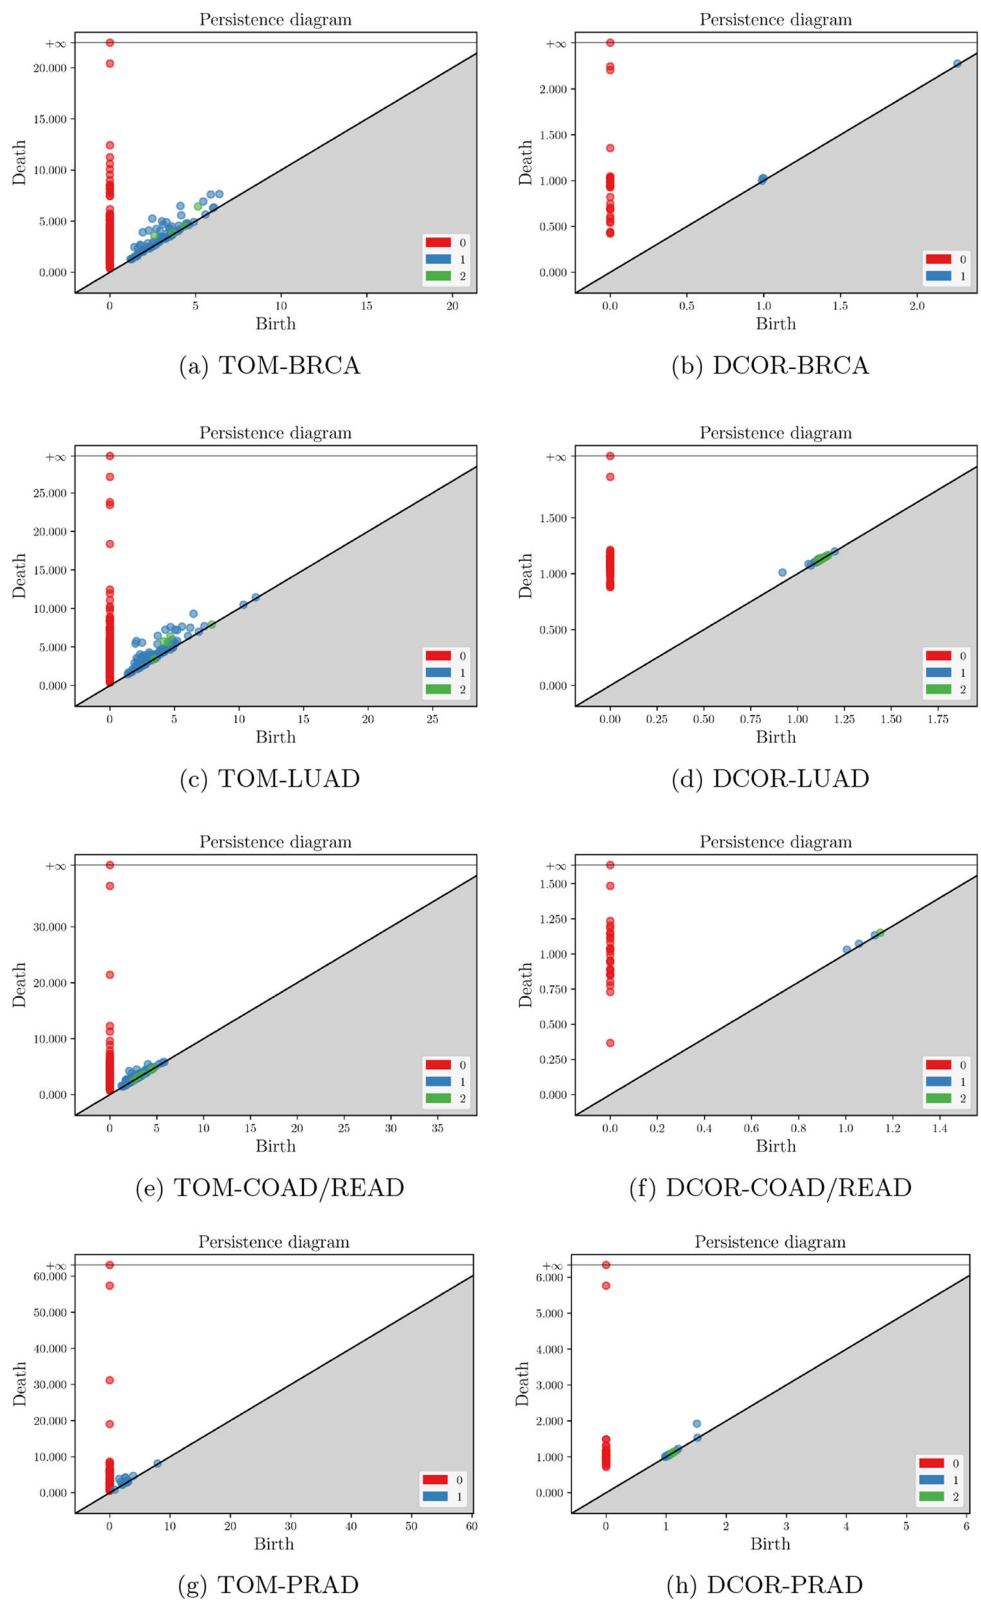 Persistence diagram
+∞
20.000
15.000
10.000
5.000
0.000
Death
0 5 10 15 20
Birth
0
1
2
(a) TOM-BRCA
Persistence diagram
+∞
2.000
1.500
1.000
0.500
0.000
Death
0.0 0.5 1.0 1.5 2.0
Birth
0
1
(b) DCOR-BRCA
Persistence diagram
+∞
25.000
20.000
15.000
10.000
5.000
0.000
Death
0 5 10 15 20 25
Birth
0
1
2
(c) TOM-LUAD
Persistence diagram
+∞
1.500
1.000
0.500
0.000
Death
0.00 0.25 0.50 0.75 1.00 1.25 1.50 1.75
Birth
0
1
2
(d) DCOR-LUAD
Persistence diagram
+∞
30.000
20.000
10.000
0.000
Death
0 5 10 15 20 25 30 35
Birth
0
1
2
(e) TOM-COAD/READ
Persistence diagram
+∞
1.500
1.250
1.000
0.750
0.500
0.250
0.000
Death
0.0 0.2 0.4 0.6 0.8 1.0 1.2 1.4
Birth
0
1
2
(f) DCOR-COAD/READ
Persistence diagram
+∞
60.000
50.000
40.000
30.000
20.000
10.000
0.000
Death
0 10 20 30 40 50 60
Birth
0
1
(g) TOM-PRAD
Persistence diagram
+∞
6.000
5.000
4.000
3.000
2.000
1.000
0.000
Death
0 1 2 3 4 5 6
Birth
0
1
2
(h) DCOR-PRAD